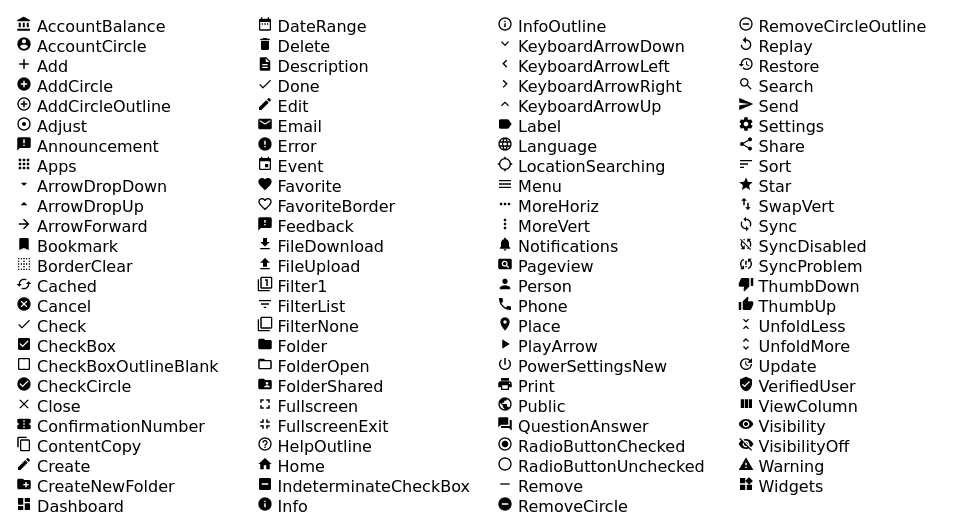 AccountBalance
AccountCircle
Add
AddCircle
AddCircleOutline
Adjust
Announcement
Apps
ArrowDropDown
ArrowDropUp
ArrowForward
Bookmark
BorderClear
Cached
Cancel
Check
CheckBox
CheckBoxOutlineBlank
CheckCircle
Close
ConfirmationNumber
ContentCopy
Create
CreateNewFolder
Dashboard
DateRange
Delete
Description
Done
Edit
Email
Error
Event
Favorite
FavoriteBorder
Feedback
FileDownload
FileUpload
Filter1
FilterList
FilterNone
Folder
FolderOpen
FolderShared
Fullscreen
FullscreenExit
HelpOutline
Home
IndeterminateCheckBox
Info
InfoOutline
KeyboardArrowDown
KeyboardArrowLeft
KeyboardArrowRight
KeyboardArrowUp
Label
Language
LocationSearching
Menu
MoreHoriz
MoreVert
Notifications
Pageview
Person
Phone
Place
PlayArrow
PowerSettingsNew
Print
Public
QuestionAnswer
RadioButtonChecked
RadioButtonUnchecked
Remove
RemoveCircle
RemoveCircleOutline
Replay
Restore
Search
Send
Settings
Share
Sort
Star
SwapVert
Sync
SyncDisabled
SyncProblem
ThumbDown
ThumbUp
UnfoldLess
UnfoldMore
Update
VerifiedUser
ViewColumn
Visibility
VisibilityOff
Warning
Widgets